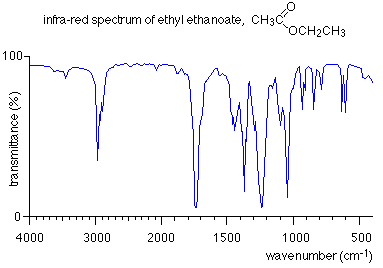 infra-red spectrum of ethyl ethanoate, CH3C
O
OCH2CH3
100
transmittance (%)
0
4000 3000 2000 1500 1000 500
wavenumber (cm-1)